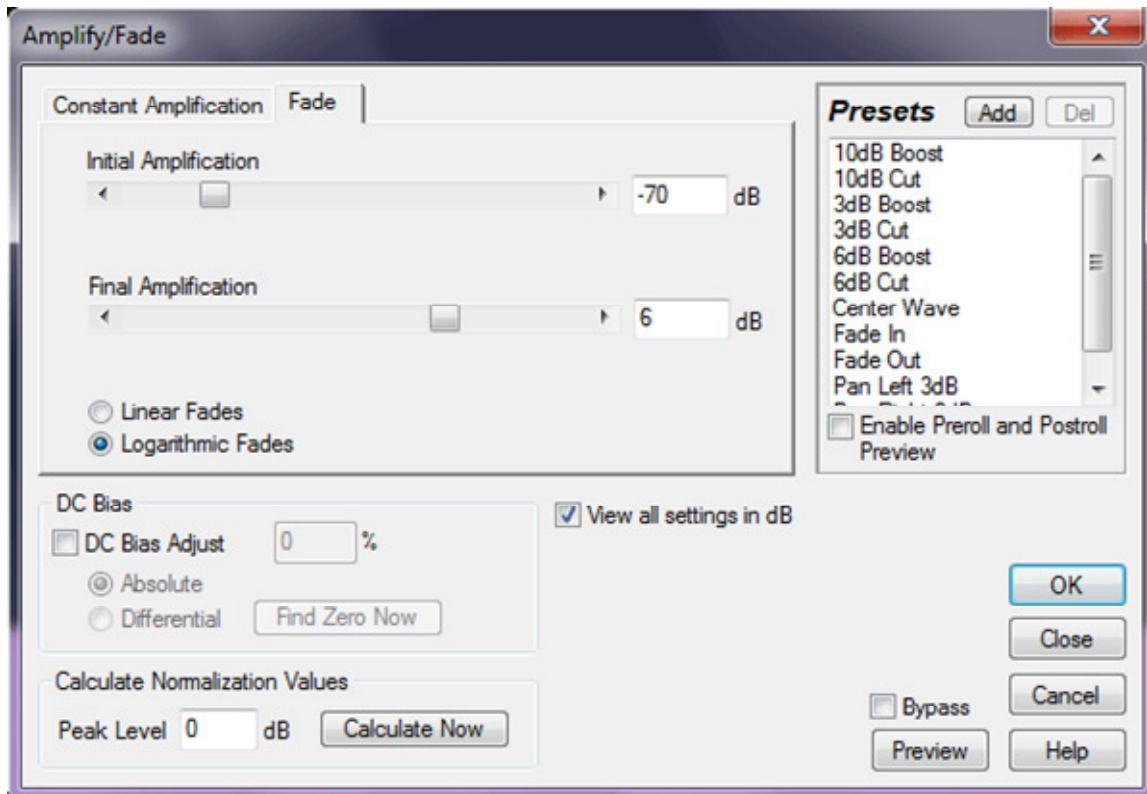 Amplify/Fade
Constant Amplification
Fade
Initial Amplification
-70 dB
Final Amplification
6 dB
Linear Fades
Logarithmic Fades
Presets
Add
Del
10dB Boost
10dB Cut
3dB Boost
3dB Cut
6dB Boost
6dB Cut
Center Wave
Fade In
Fade Out
Pan Left 3dB
Enable Preroll and Postroll
Preview
DC Bias
DC Bias Adjust 0 %
Absolute
Differential
Find Zero Now
View all settings in dB
Calculate Normalization Values
Peak Level 0 dB
Calculate Now
OK
Close
Cancel
Bypass
Preview
Help